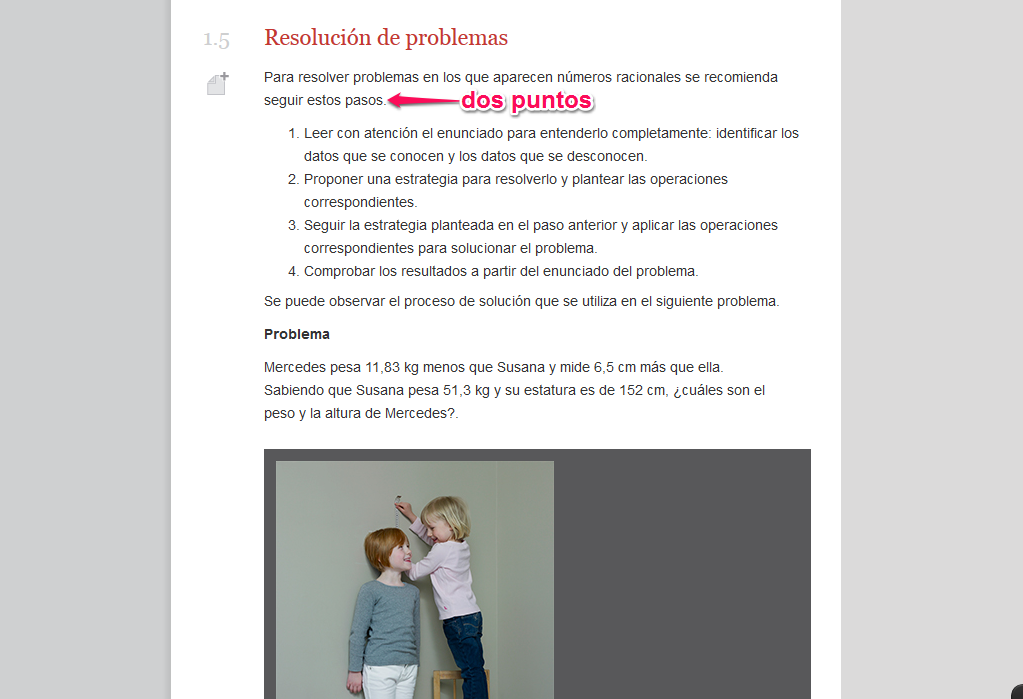 1.5 Resolución de problemas
Para resolver problemas en los que aparecen números racionales se recomienda
seguir estos pasos. dos puntos
1. Leer con atención el enunciado para entenderlo completamente: identificar los
datos que se conocen y los datos que se desconocen.
2. Proponer una estrategia para resolverlo y plantear las operaciones
correspondientes.
3. Seguir la estrategia planteada en el paso anterior y aplicar las operaciones
correspondientes para solucionar el problema.
4. Comprobar los resultados a partir del enunciado del problema.
Se puede observar el proceso de solución que se utiliza en el siguiente problema.
Problema
Mercedes pesa 11,83 kg menos que Susana y mide 6,5 cm más que ella.
Sabiendo que Susana pesa 51,3 kg y su estatura es de 152 cm, ¿cuáles son el
peso y la altura de Mercedes?.